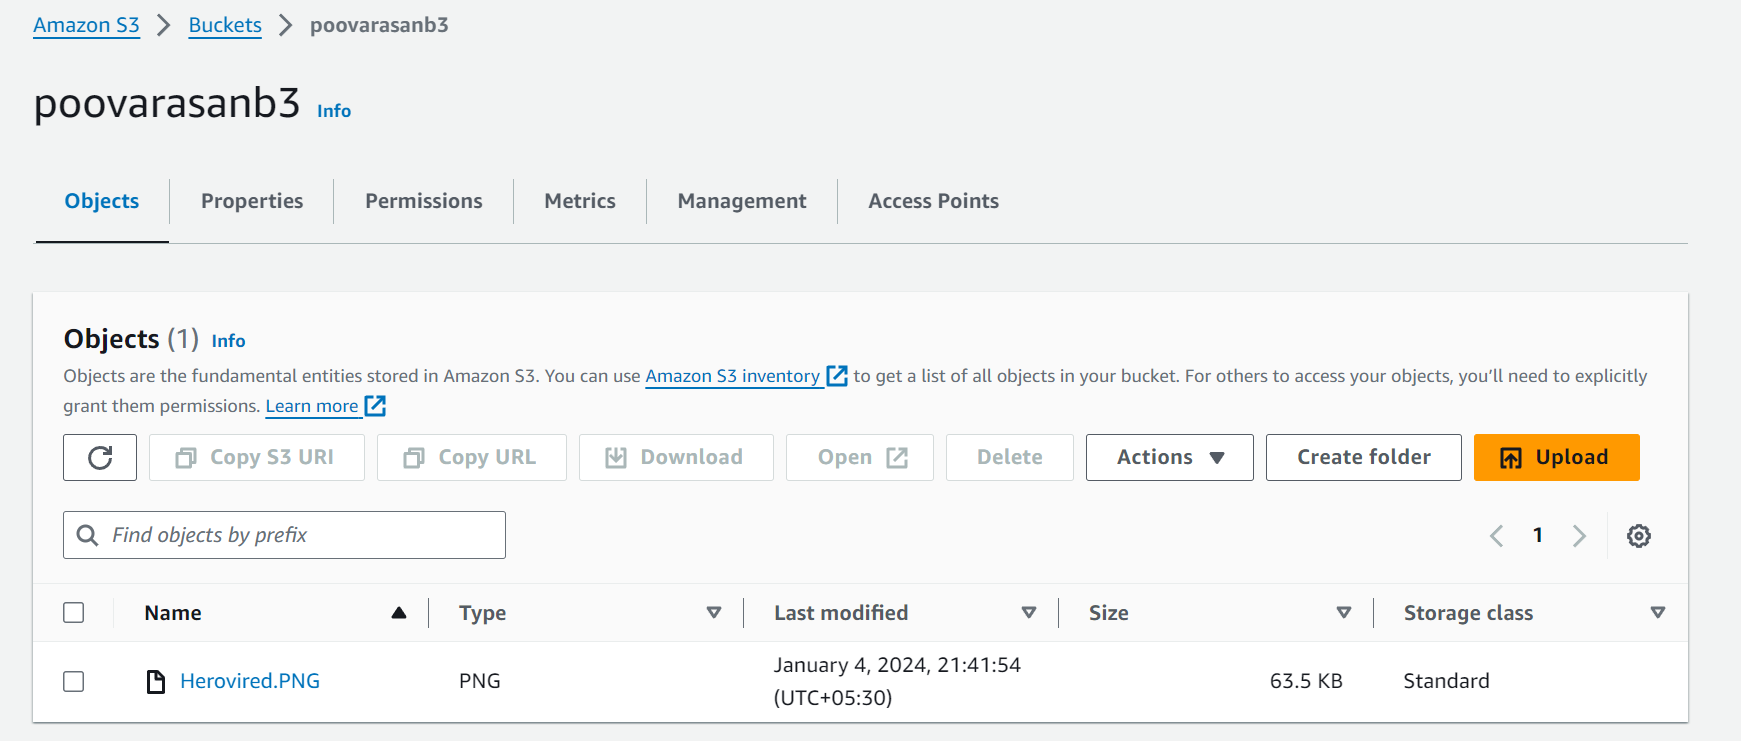 Amazon S3 > Buckets > poovarasanb3
poovarasanb3 Info
Objects Properties Permissions Metrics Management Access Points
Objects (1) Info
Objects are the fundamental entities stored in Amazon S3. You can use Amazon S3 inventory to get a list of all objects in your bucket. For others to access your objects, you’ll need to explicitly
grant them permissions. Learn more
Copy S3 URI Copy URL Download Open Delete Actions Create folder Upload
Find objects by prefix 1
Name Type Last modified Size Storage class
Herovired.PNG PNG January 4, 2024, 21:41:54 63.5 KB Standard
(UTC+05:30)